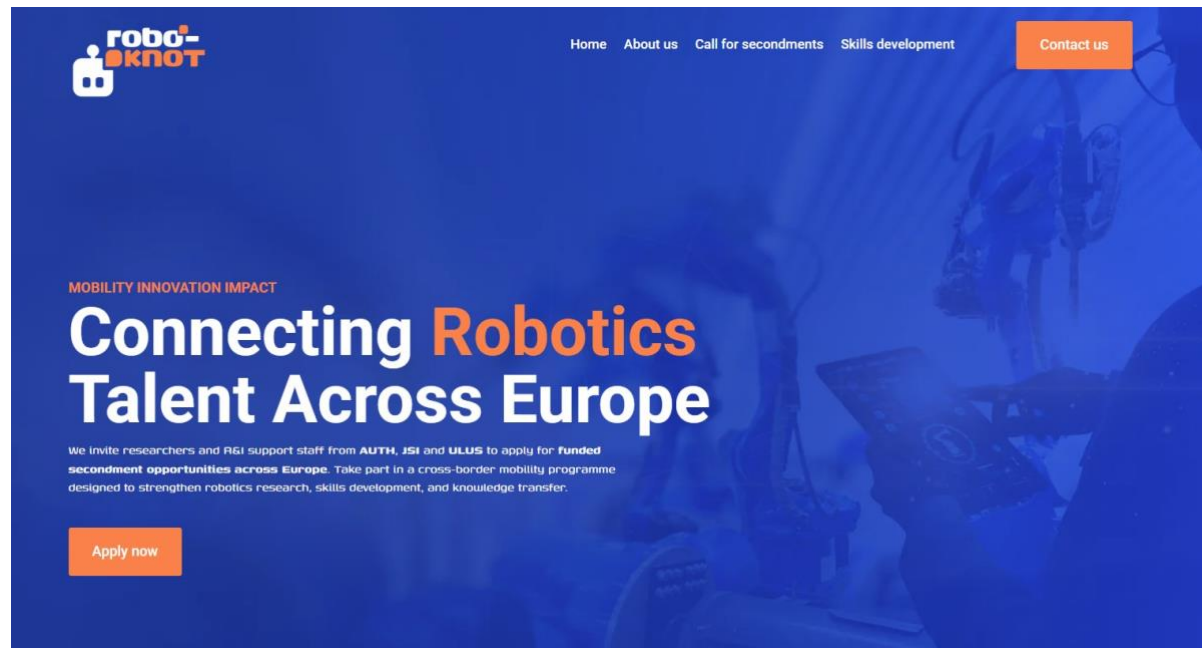 robo-
KNOT
Home About us Call for secondments Skills development Contact us
MOBILITY INNOVATION IMPACT
Connecting Robotics
Talent Across Europe
We invite researchers and R&I support staff from AUTH, JSI and ULUS to apply for funded
secondment opportunities across Europe. Take part in a cross-border mobility programme
designed to strengthen robotics research, skills development, and knowledge transfer.
Apply now